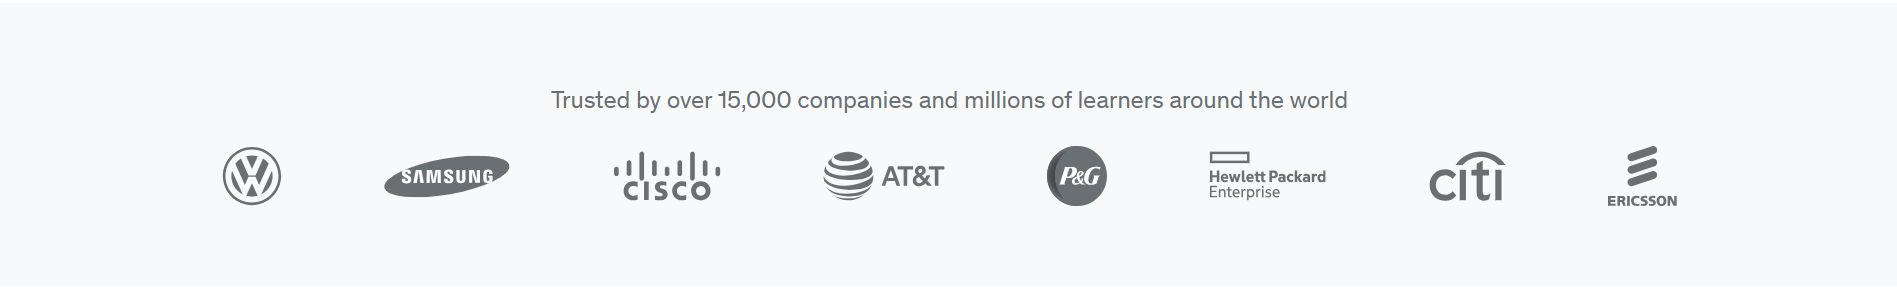 Trusted by over 15,000 companies and millions of learners around the world
VW
SAMSUNG
CISCO
AT&T
P&G
Hewlett Packard
Enterprise
citi
ERICSSON